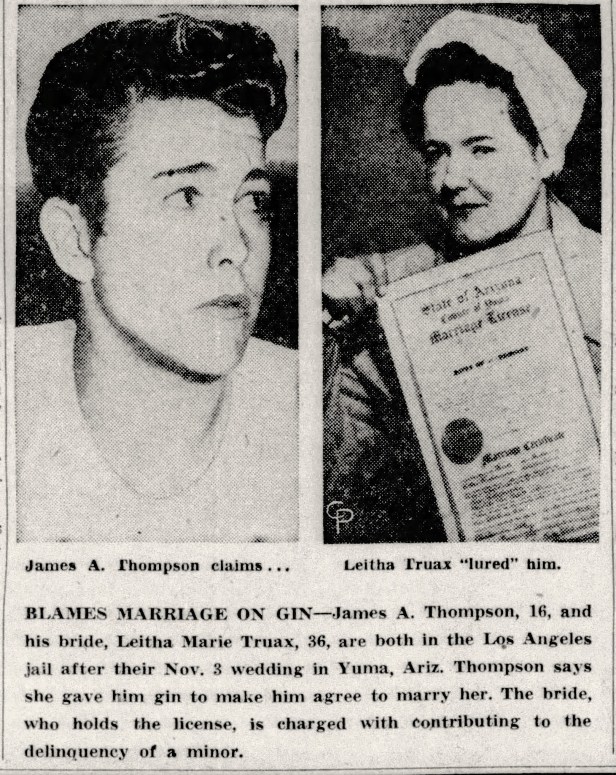 State of Arizona
County of Yuma
Marriage License
Marriage Certificate
CP
James A. Thompson claims...
Leitha Truax "lured" him.
BLAMES MARRIAGE ON GIN—James A. Thompson, 16, and
his bride, Leitha Marie Truax, 36, are both in the Los Angeles
jail after their Nov. 3 wedding in Yuma, Ariz. Thompson says
she gave him gin to make him agree to marry her. The bride,
who holds the license, is charged with contributing to the
delinquency of a minor.